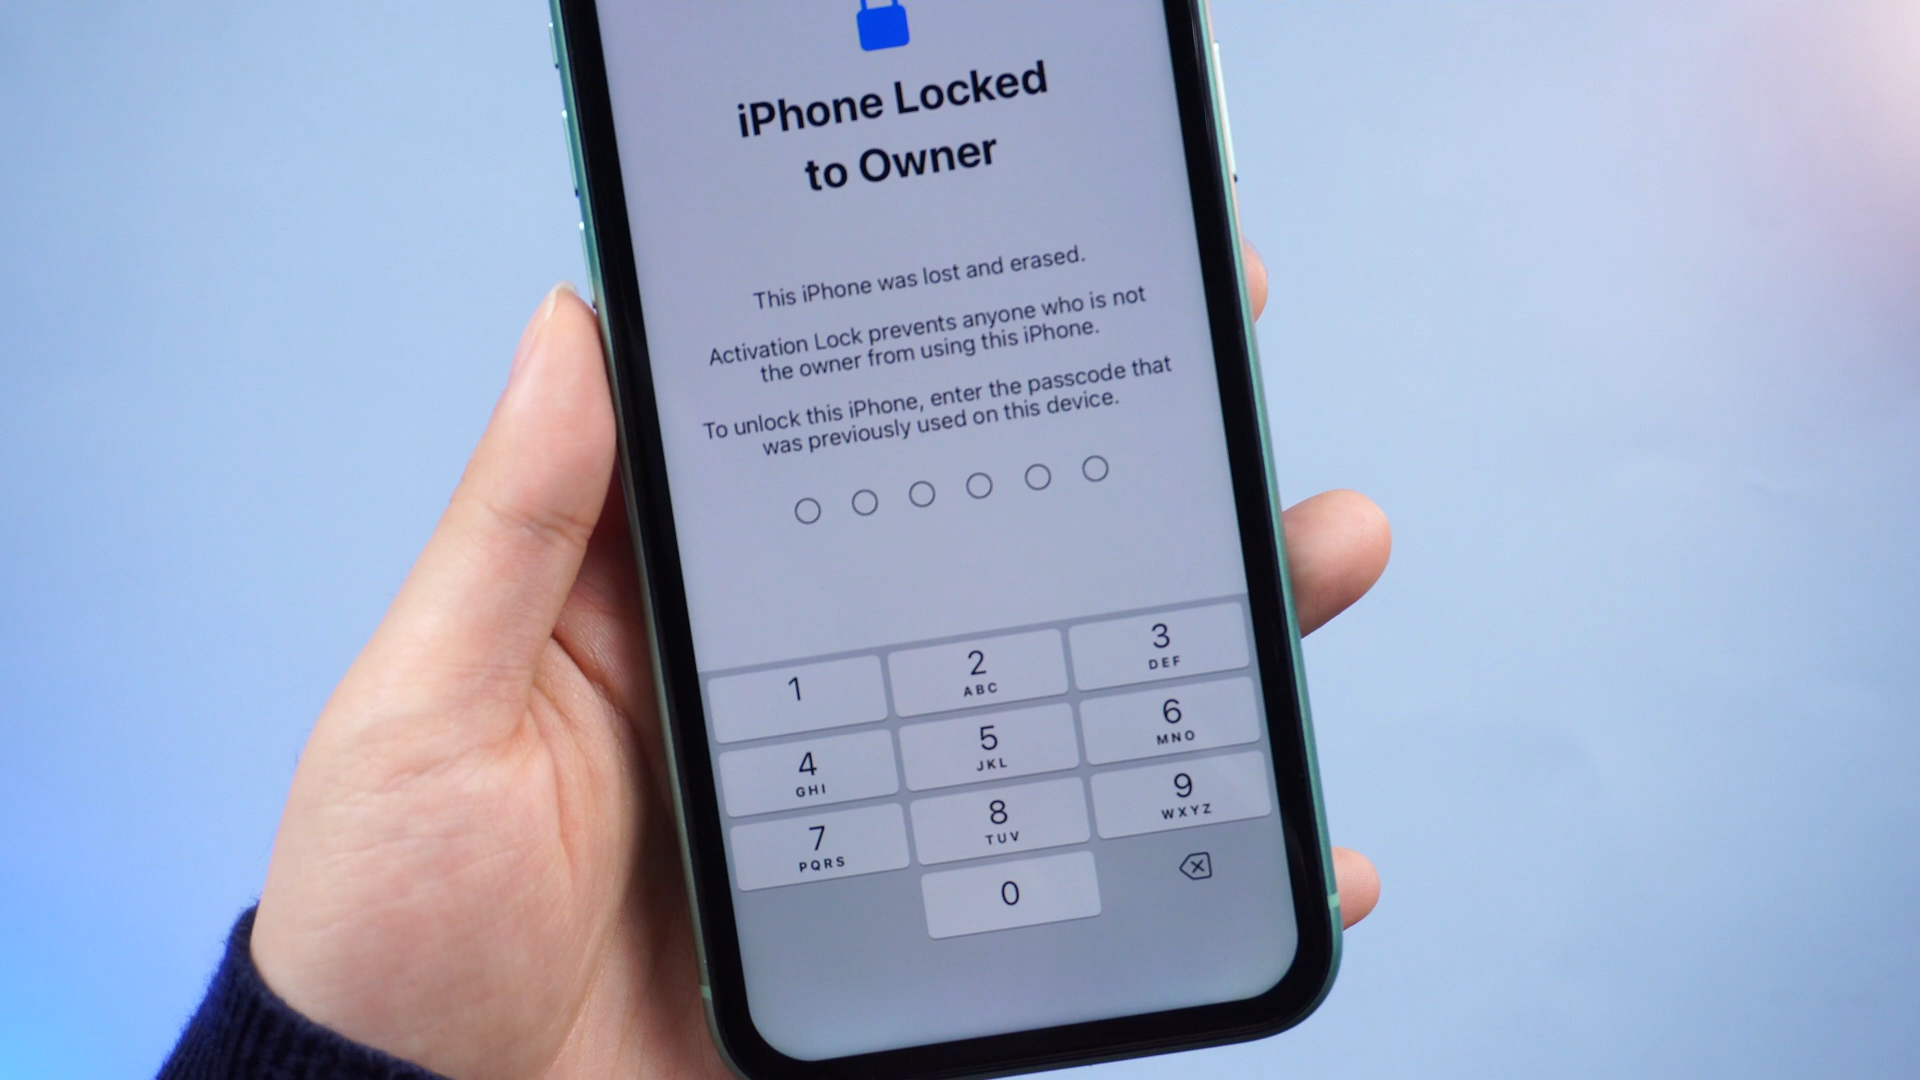 iPhone Locked
to Owner
This iPhone was lost and erased.
Activation Lock prevents anyone who is not
the owner from using this iPhone.
To unlock this iPhone, enter the passcode that
was previously used on this device.
1
2
ABC
3
DEF
4
GHI
5
JKL
6
MNO
7
PQRS
8
TUV
9
WXYZ
0